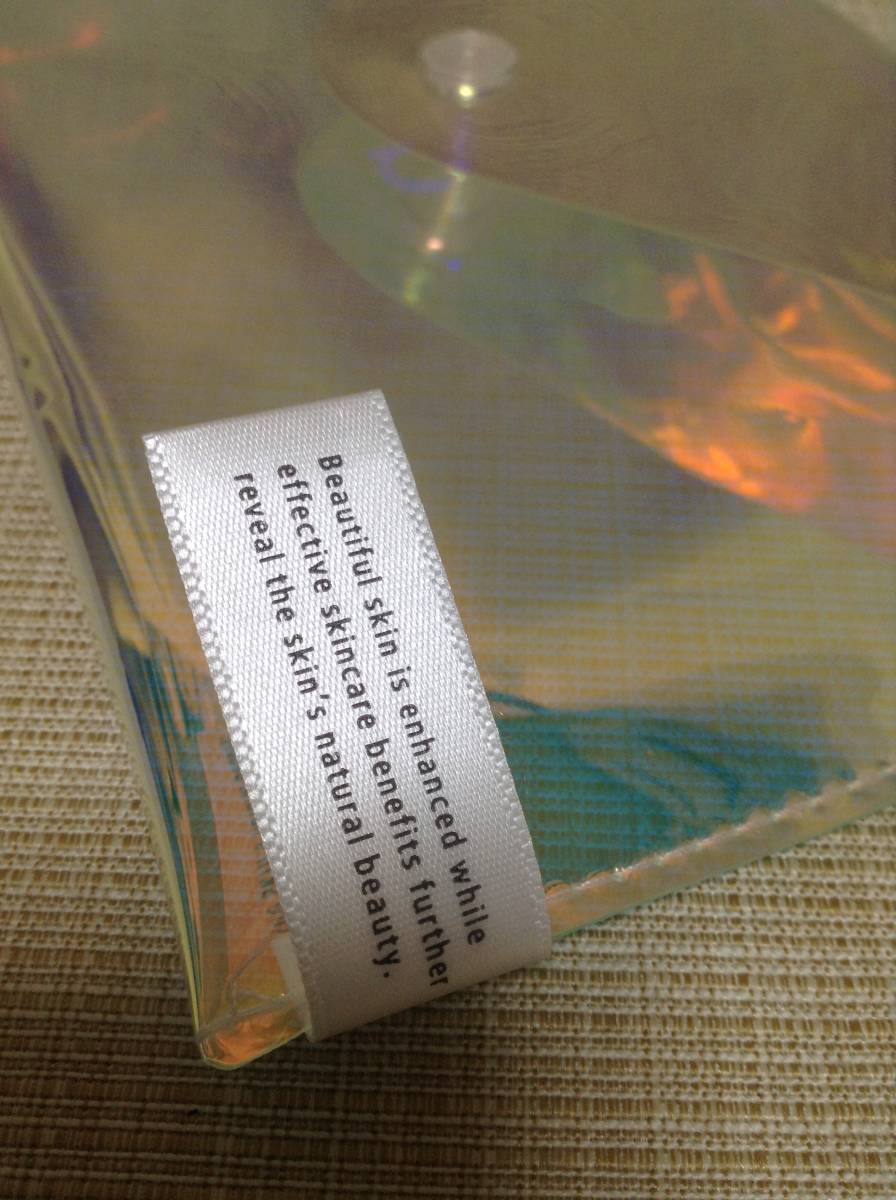 Beautiful skin is enhanced while
effective skincare benefits further
reveal the skin's natural beauty.